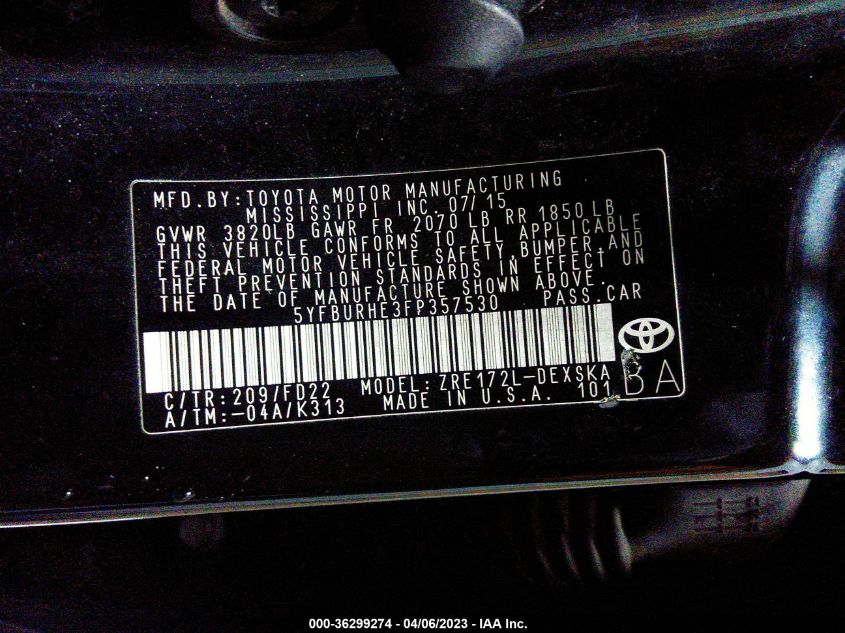 MFD.BY: TOYOTA MOTOR MANUFACTURING
MISSISSIPPI INC. 07/15
GVWR 3820LB GAWR FR 2070 LB RR 1850 LB
THIS VEHICLE CONFORMS TO ALL APPLICABLE
FEDERAL MOTOR VEHICLE SAFETY, BUMPER, AND
THEFT PREVENTION STANDARDS IN EFFECT ON
THE DATE OF MANUFACTURE SHOWN ABOVE.
5YFBURHE3FP357530 PASS.CAR
C/TR: 209/FD22 MODEL: ZRE172L-DEXSKA
A/TM: -04A/K313 MADE IN U.S.A. 101
BA
000-36299274 - 04/06/2023 - IAA Inc.